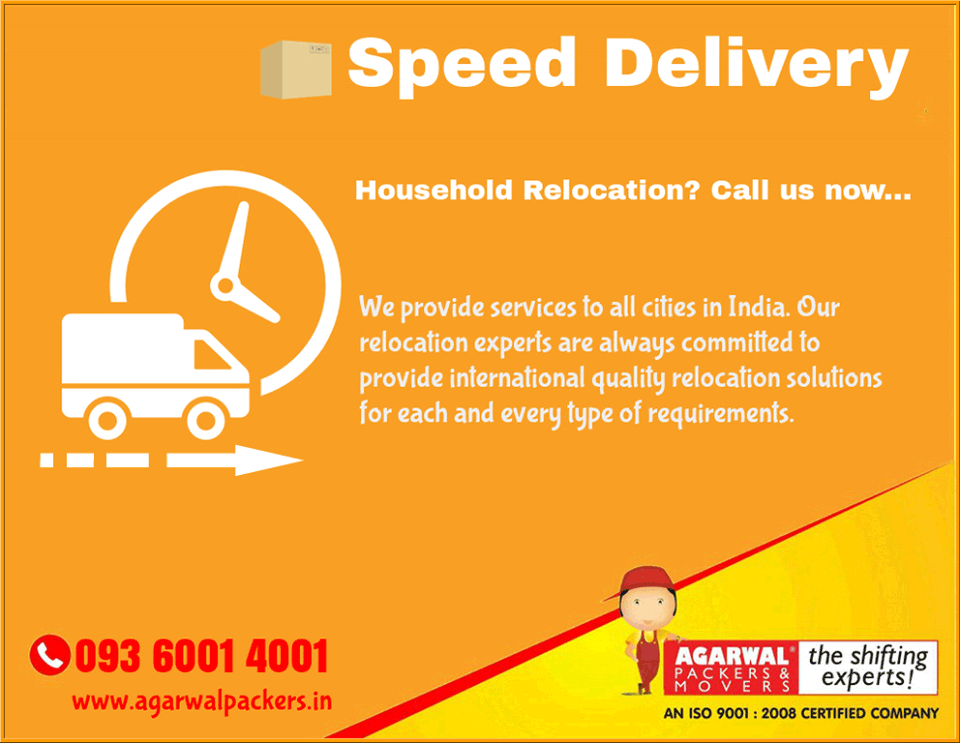 Speed Delivery
Household Relocation? Call us now...
We provide services to all cities in India. Our
relocation experts are always committed to
provide international quality relocation solutions
for each and every type of requirements.
093 6001 4001
www.agarwalpackers.in
AGARWAL®
PACKERS &
MOVERS
the shifting
experts!
AN ISO 9001 : 2008 CERTIFIED COMPANY